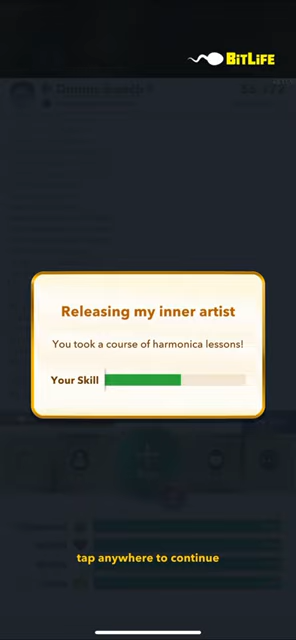 BitLife
Releasing my inner artist
You took a course of harmonica lessons!
Your Skill
tap anywhere to continue